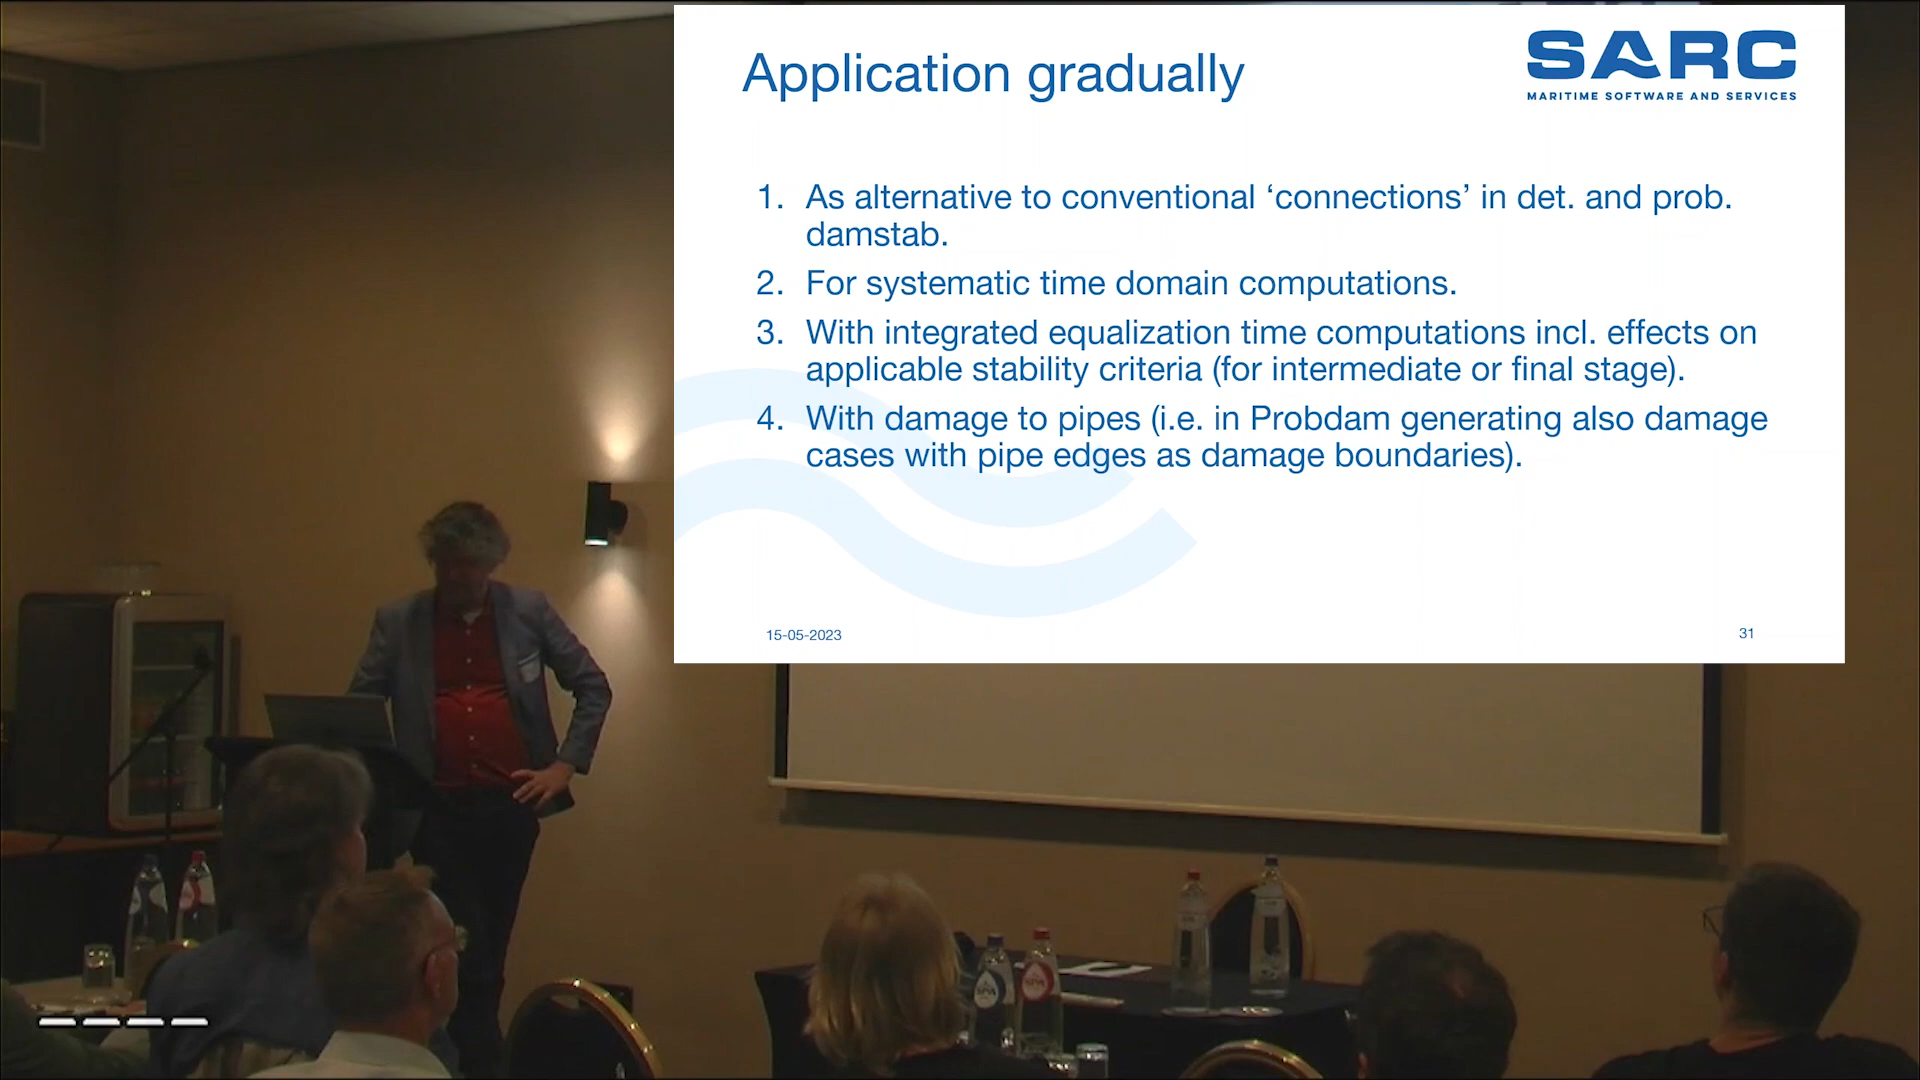 SARC
MARITIME SOFTWARE AND SERVICES
Application gradually
1. As alternative to conventional ‘connections’ in det. and prob.
damstab.
2. For systematic time domain computations.
3. With integrated equalization time computations incl. effects on
applicable stability criteria (for intermediate or final stage).
4. With damage to pipes (i.e. in Probdam generating also damage
cases with pipe edges as damage boundaries).
15-05-2023
31
SPA
SPA